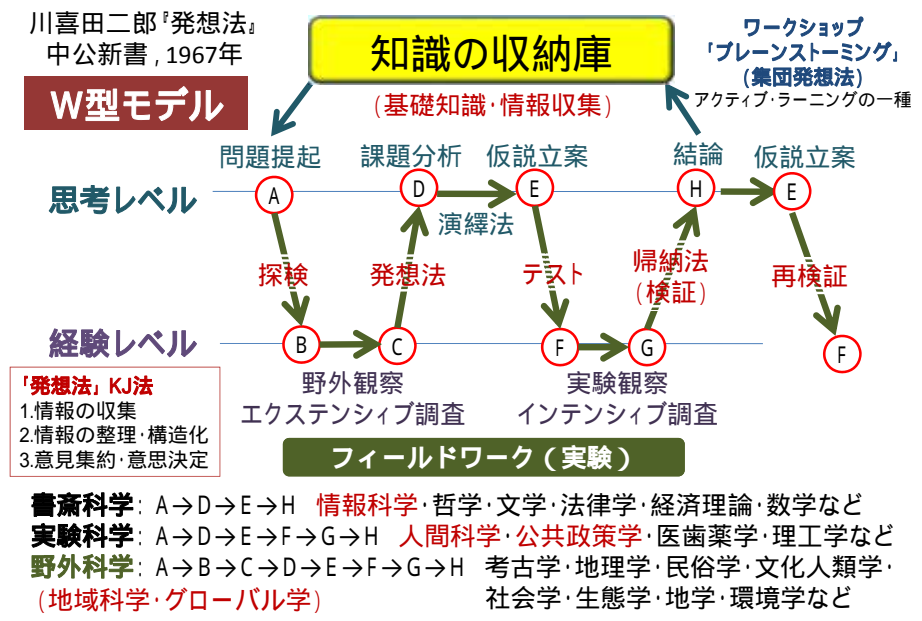 川喜田二郎『発想法』
中公新書，1967年
W型モデル
知識の収納庫
(基礎知識・情報収集)
ワークショップ
「ブレーンストーミング」
(集団発想法)
アクティブ・ラーニングの一種
問題提起
課題分析
仮説立案
結論
仮説立案
思考レベル
A
D
E
H
E
演繹法
探検
発想法
テスト
帰納法
(検証)
再検証
経験レベル
B
C
F
G
F
「発想法」KJ法
1.情報の収集
2.情報の整理・構造化
3.意見集約・意思決定
野外観察
エクステンシィブ調査
実験観察
インテンシィブ調査
フィールドワーク（実験）
書斎科学: A→D→E→H 情報科学・哲学・文学・法律学・経済理論・数学など
実験科学: A→D→E→F→G→H 人間科学・公共政策学・医歯薬学・理工学など
野外科学: A→B→C→D→E→F→G→H 考古学・地理学・民俗学・文化人類学・
(地域科学・グローバル学) 社会学・生態学・地学・環境学など